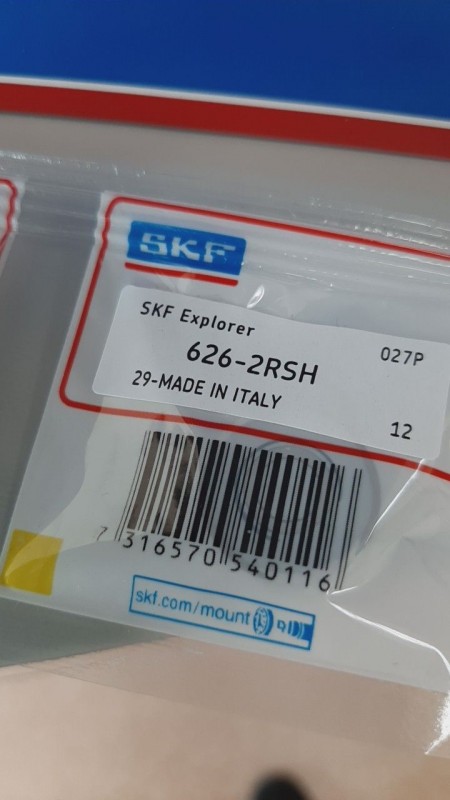 SKF
SKF Explorer
027P
626-2RSH
29-MADE IN ITALY
12
7 316570 540116
skf.com/mount